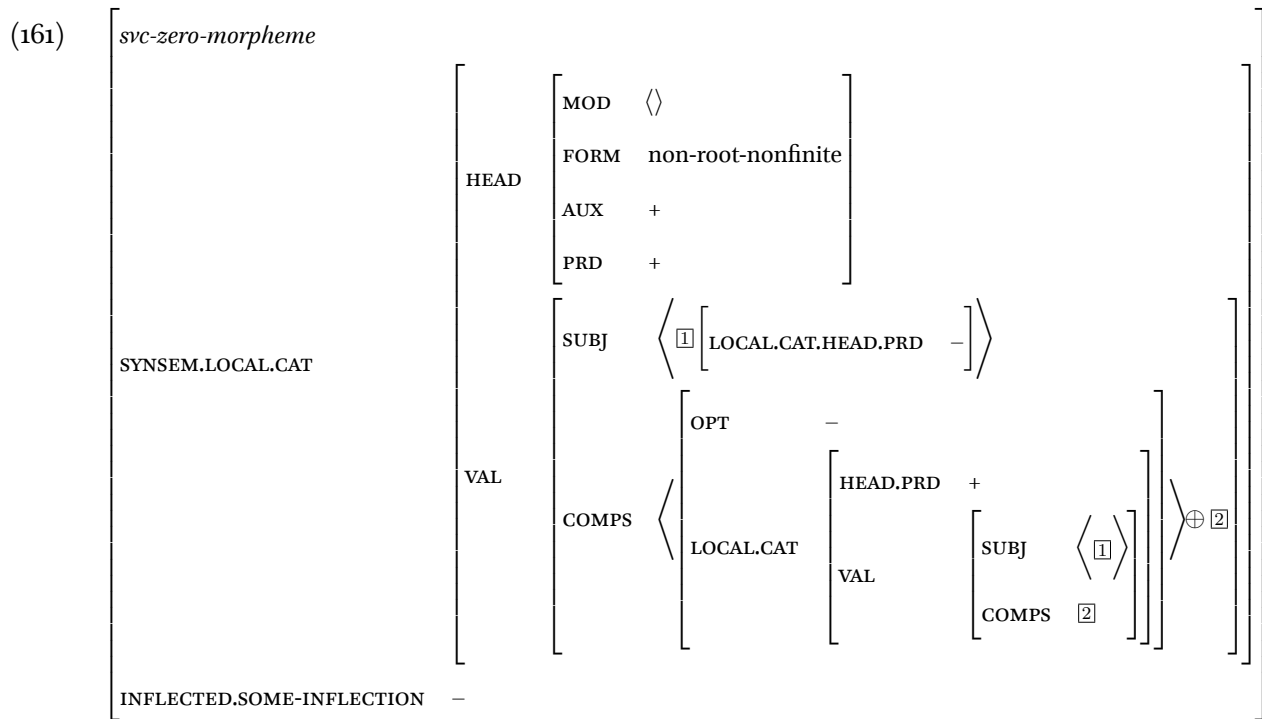 (161)
svc-zero-morpheme
MOD ⟨⟩
FORM non-root-nonfinite
HEAD
AUX +
PRD +
SUBJ ⟨ 1 [ LOCAL.CAT.HEAD.PRD – ] ⟩
SYNSEM.LOCAL.CAT
OPT –
VAL
HEAD.PRD +
COMPS ⟨ ⟩ ⊕ 2
LOCAL.CAT
SUBJ ⟨ 1 ⟩
VAL
COMPS 2
INFLECTED.SOME-INFLECTION –